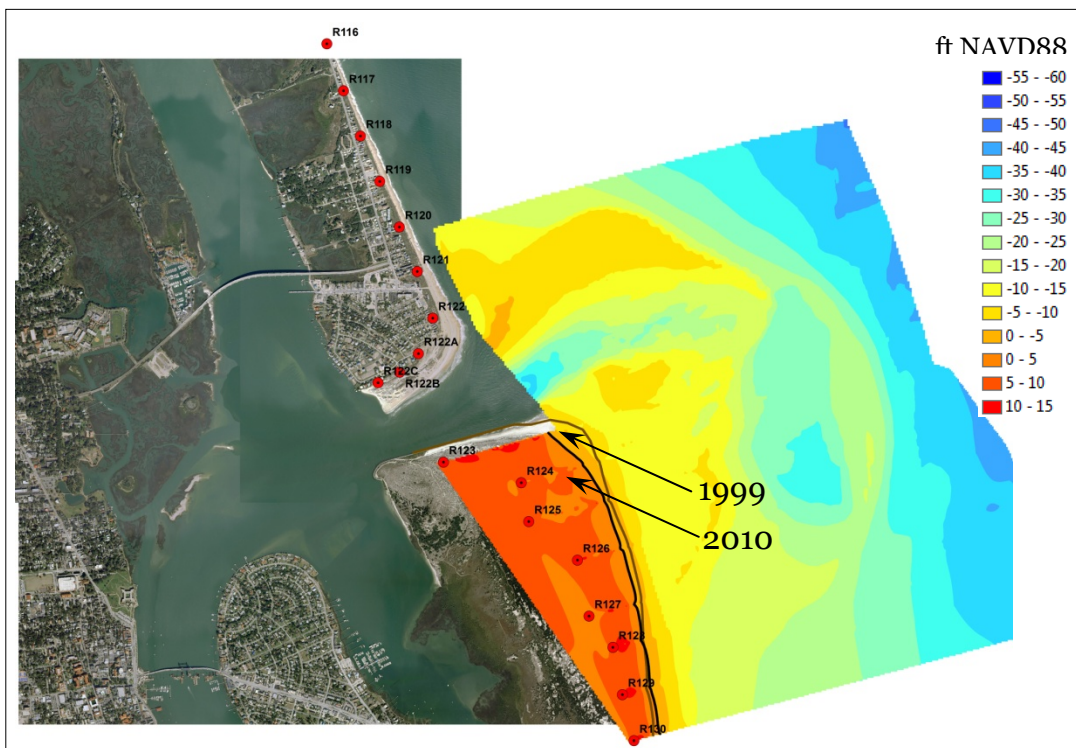 R116
ft NAVD88
R117
-55 - -60
-50 - -55
-45 - -50
R118
-40 - -45
-35 - -40
R119
-30 - -35
-25 - -30
R120
-20 - -25
-15 - -20
R121
-10 - -15
-5 - -10
R122
0 - -5
R122A
0 - 5
5 - 10
R122C
R122B
10 - 15
R123
R124
1999
R125
2010
R126
R127
R128
R129
R130